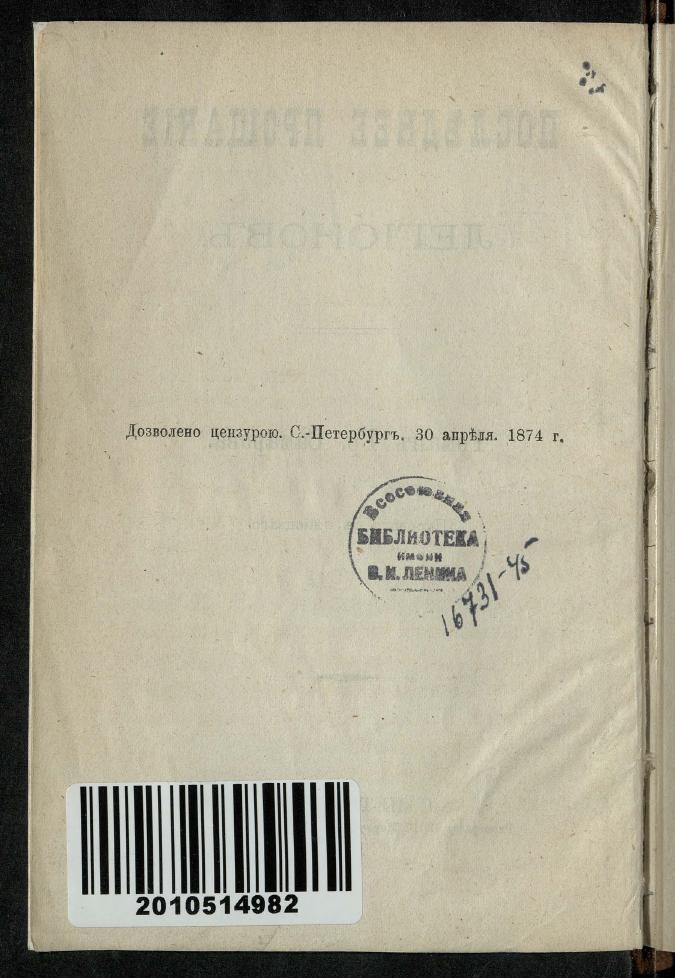 Дозволено цензурою. С.-Петербургъ. 30 апрѣля. 1874 г.
Всесоюзная
БИБЛИОТЕКА
ИМЕНИ
В. И. ЛЕНИНА
16731-45
2010514982